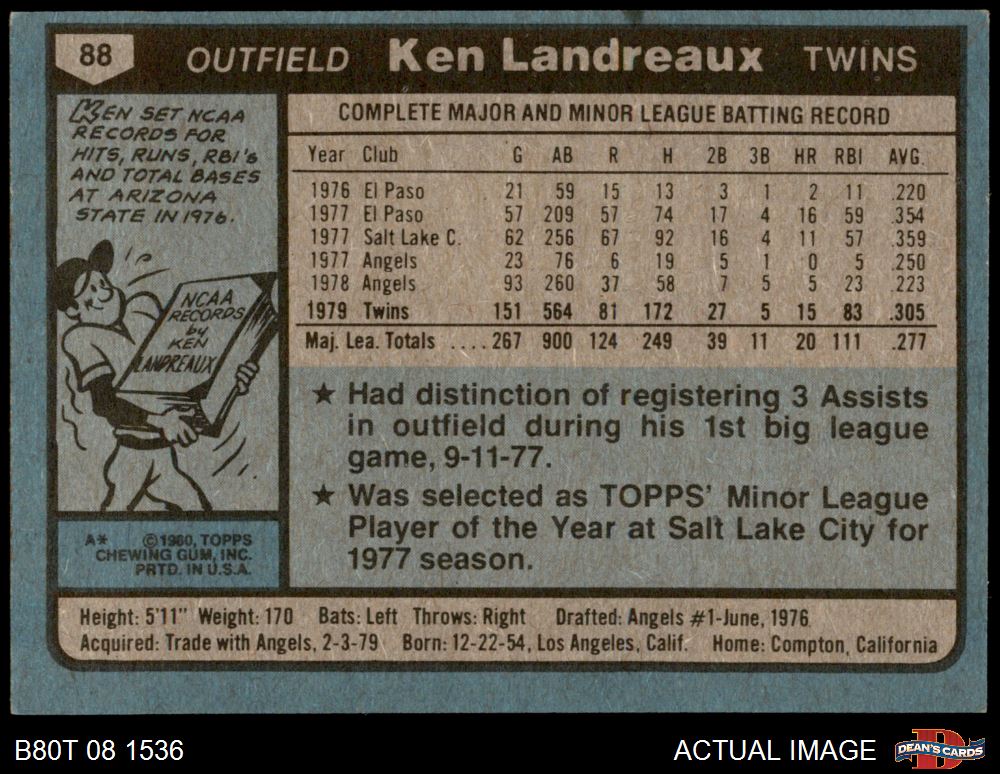 88 OUTFIELD Ken Landreaux TWINS
KEN SET NCAA
RECORDS FOR
HITS, RUNS, RBI's
AND TOTAL BASES
AT ARIZONA
STATE IN 1976.
NCAA
RECORDS
by
KEN
LANDREAUX
A* ©1980, TOPPS
CHEWING GUM, INC.
PRTD. IN U.S.A.
COMPLETE MAJOR AND MINOR LEAGUE BATTING RECORD
Year Club G AB R H 2B 3B HR RBI AVG.
1976 El Paso 21 59 15 13 3 1 2 11 .220
1977 El Paso 57 209 57 74 17 4 16 59 .354
1977 Salt Lake C. 62 256 67 92 16 4 11 57 .359
1977 Angels 23 76 6 19 5 1 0 5 .250
1978 Angels 93 260 37 58 7 5 5 23 .223
1979 Twins 151 564 81 172 27 5 15 83 .305
Maj. Lea. Totals .... 267 900 124 249 39 11 20 111 .277
★ Had distinction of registering 3 Assists
in outfield during his 1st big league
game, 9-11-77.
★ Was selected as TOPPS' Minor League
Player of the Year at Salt Lake City for
1977 season.
Height: 5'11" Weight: 170 Bats: Left Throws: Right Drafted: Angels #1-June, 1976
Acquired: Trade with Angels, 2-3-79 Born: 12-22-54, Los Angeles, Calif. Home: Compton, California
B80T 08 1536 ACTUAL IMAGE DEAN'S CARDS